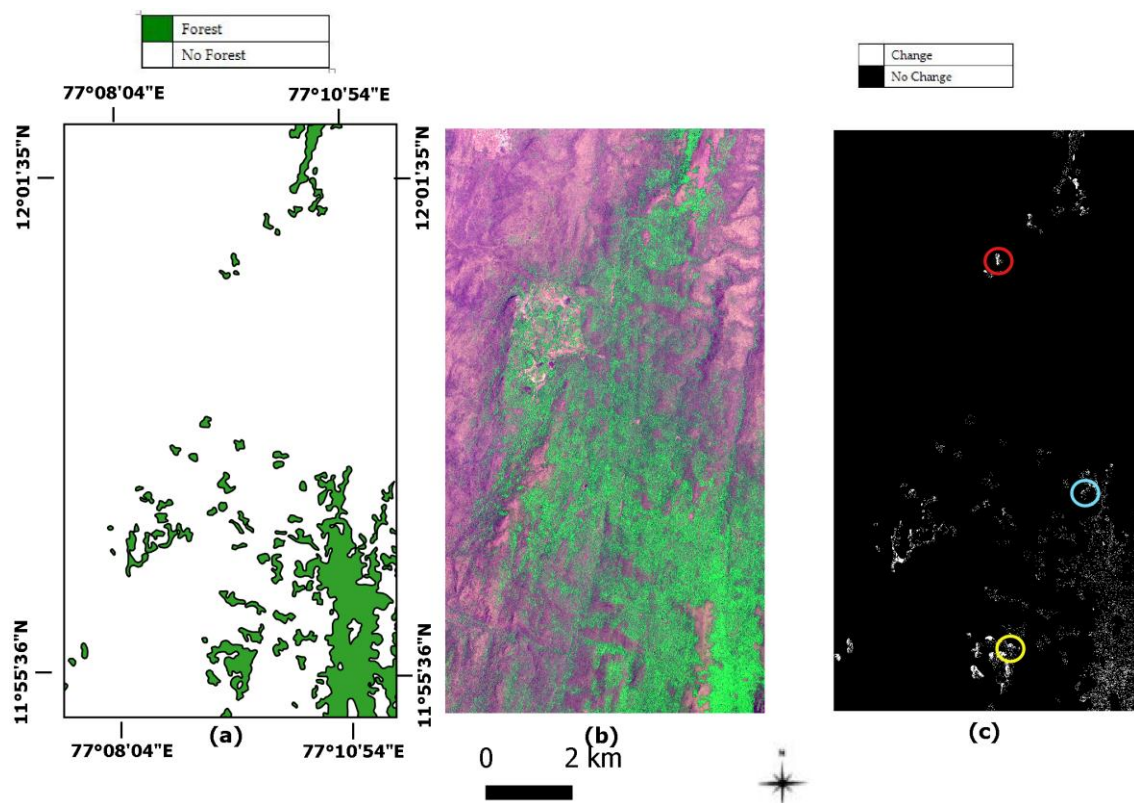 Forest
No Forest
Change
No Change
77°08'04"E
77°10'54"E
12°01'35"N
12°01'35"N
11°55'36"N
11°55'36"N
77°08'04"E
77°10'54"E
(a)
(b)
(c)
0
2 km
N